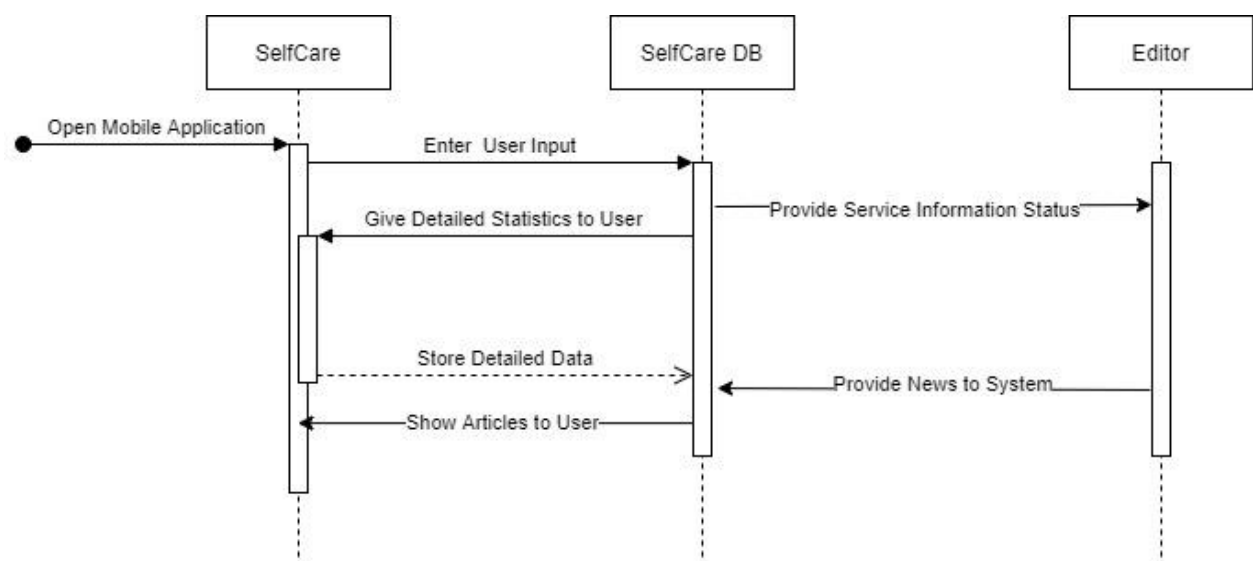 SelfCare
SelfCare DB
Editor
Open Mobile Application
Enter User Input
Provide Service Information Status
Give Detailed Statistics to User
Store Detailed Data
Provide News to System
Show Articles to User